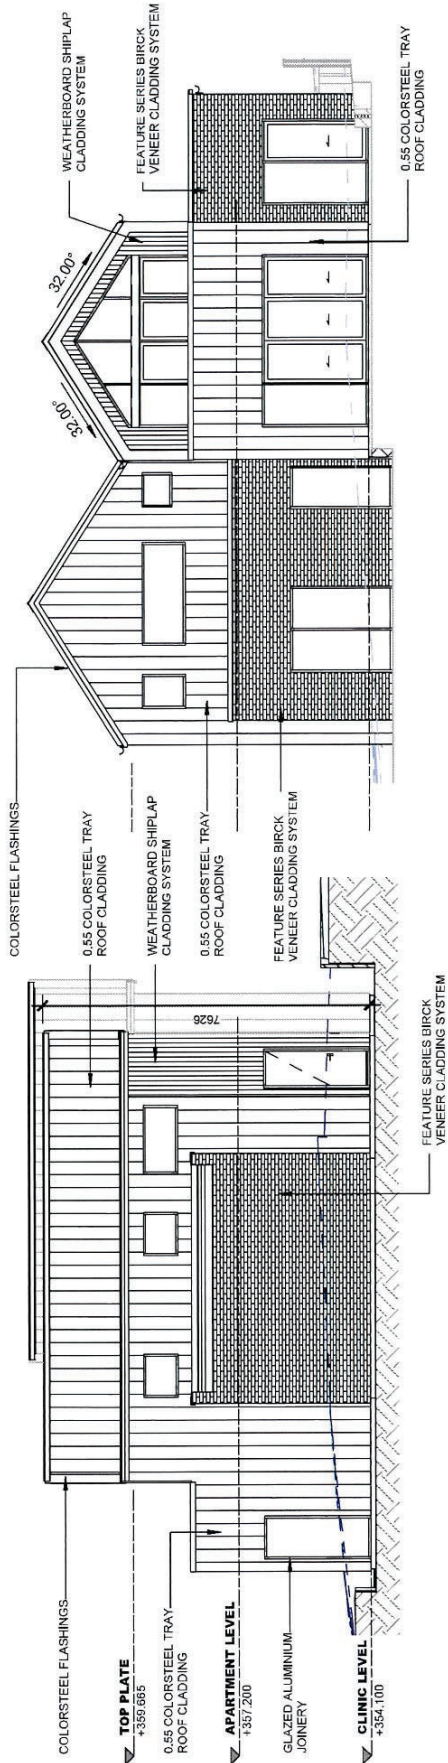 COLORSTEEL FLASHINGS
TOP PLATE
+359,665
0.55 COLORSTEEL TRAY
ROOF CLADDING
APARTMENT LEVEL
+357,200
GLAZED ALUMINIUM
JOINERY
CLINIC LEVEL
+354,100
7626
0.55 COLORSTEEL TRAY
ROOF CLADDING
WEATHERBOARD SHIPLAP
CLADDING SYSTEM
FEATURE SERIES BIRCK
VENEER CLADDING SYSTEM
COLORSTEEL FLASHINGS
0.55 COLORSTEEL TRAY
ROOF CLADDING
FEATURE SERIES BIRCK
VENEER CLADDING SYSTEM
32.00°
32.00°
WEATHERBOARD SHIPLAP
CLADDING SYSTEM
FEATURE SERIES BIRCK
VENEER CLADDING SYSTEM
0.55 COLORSTEEL TRAY
ROOF CLADDING